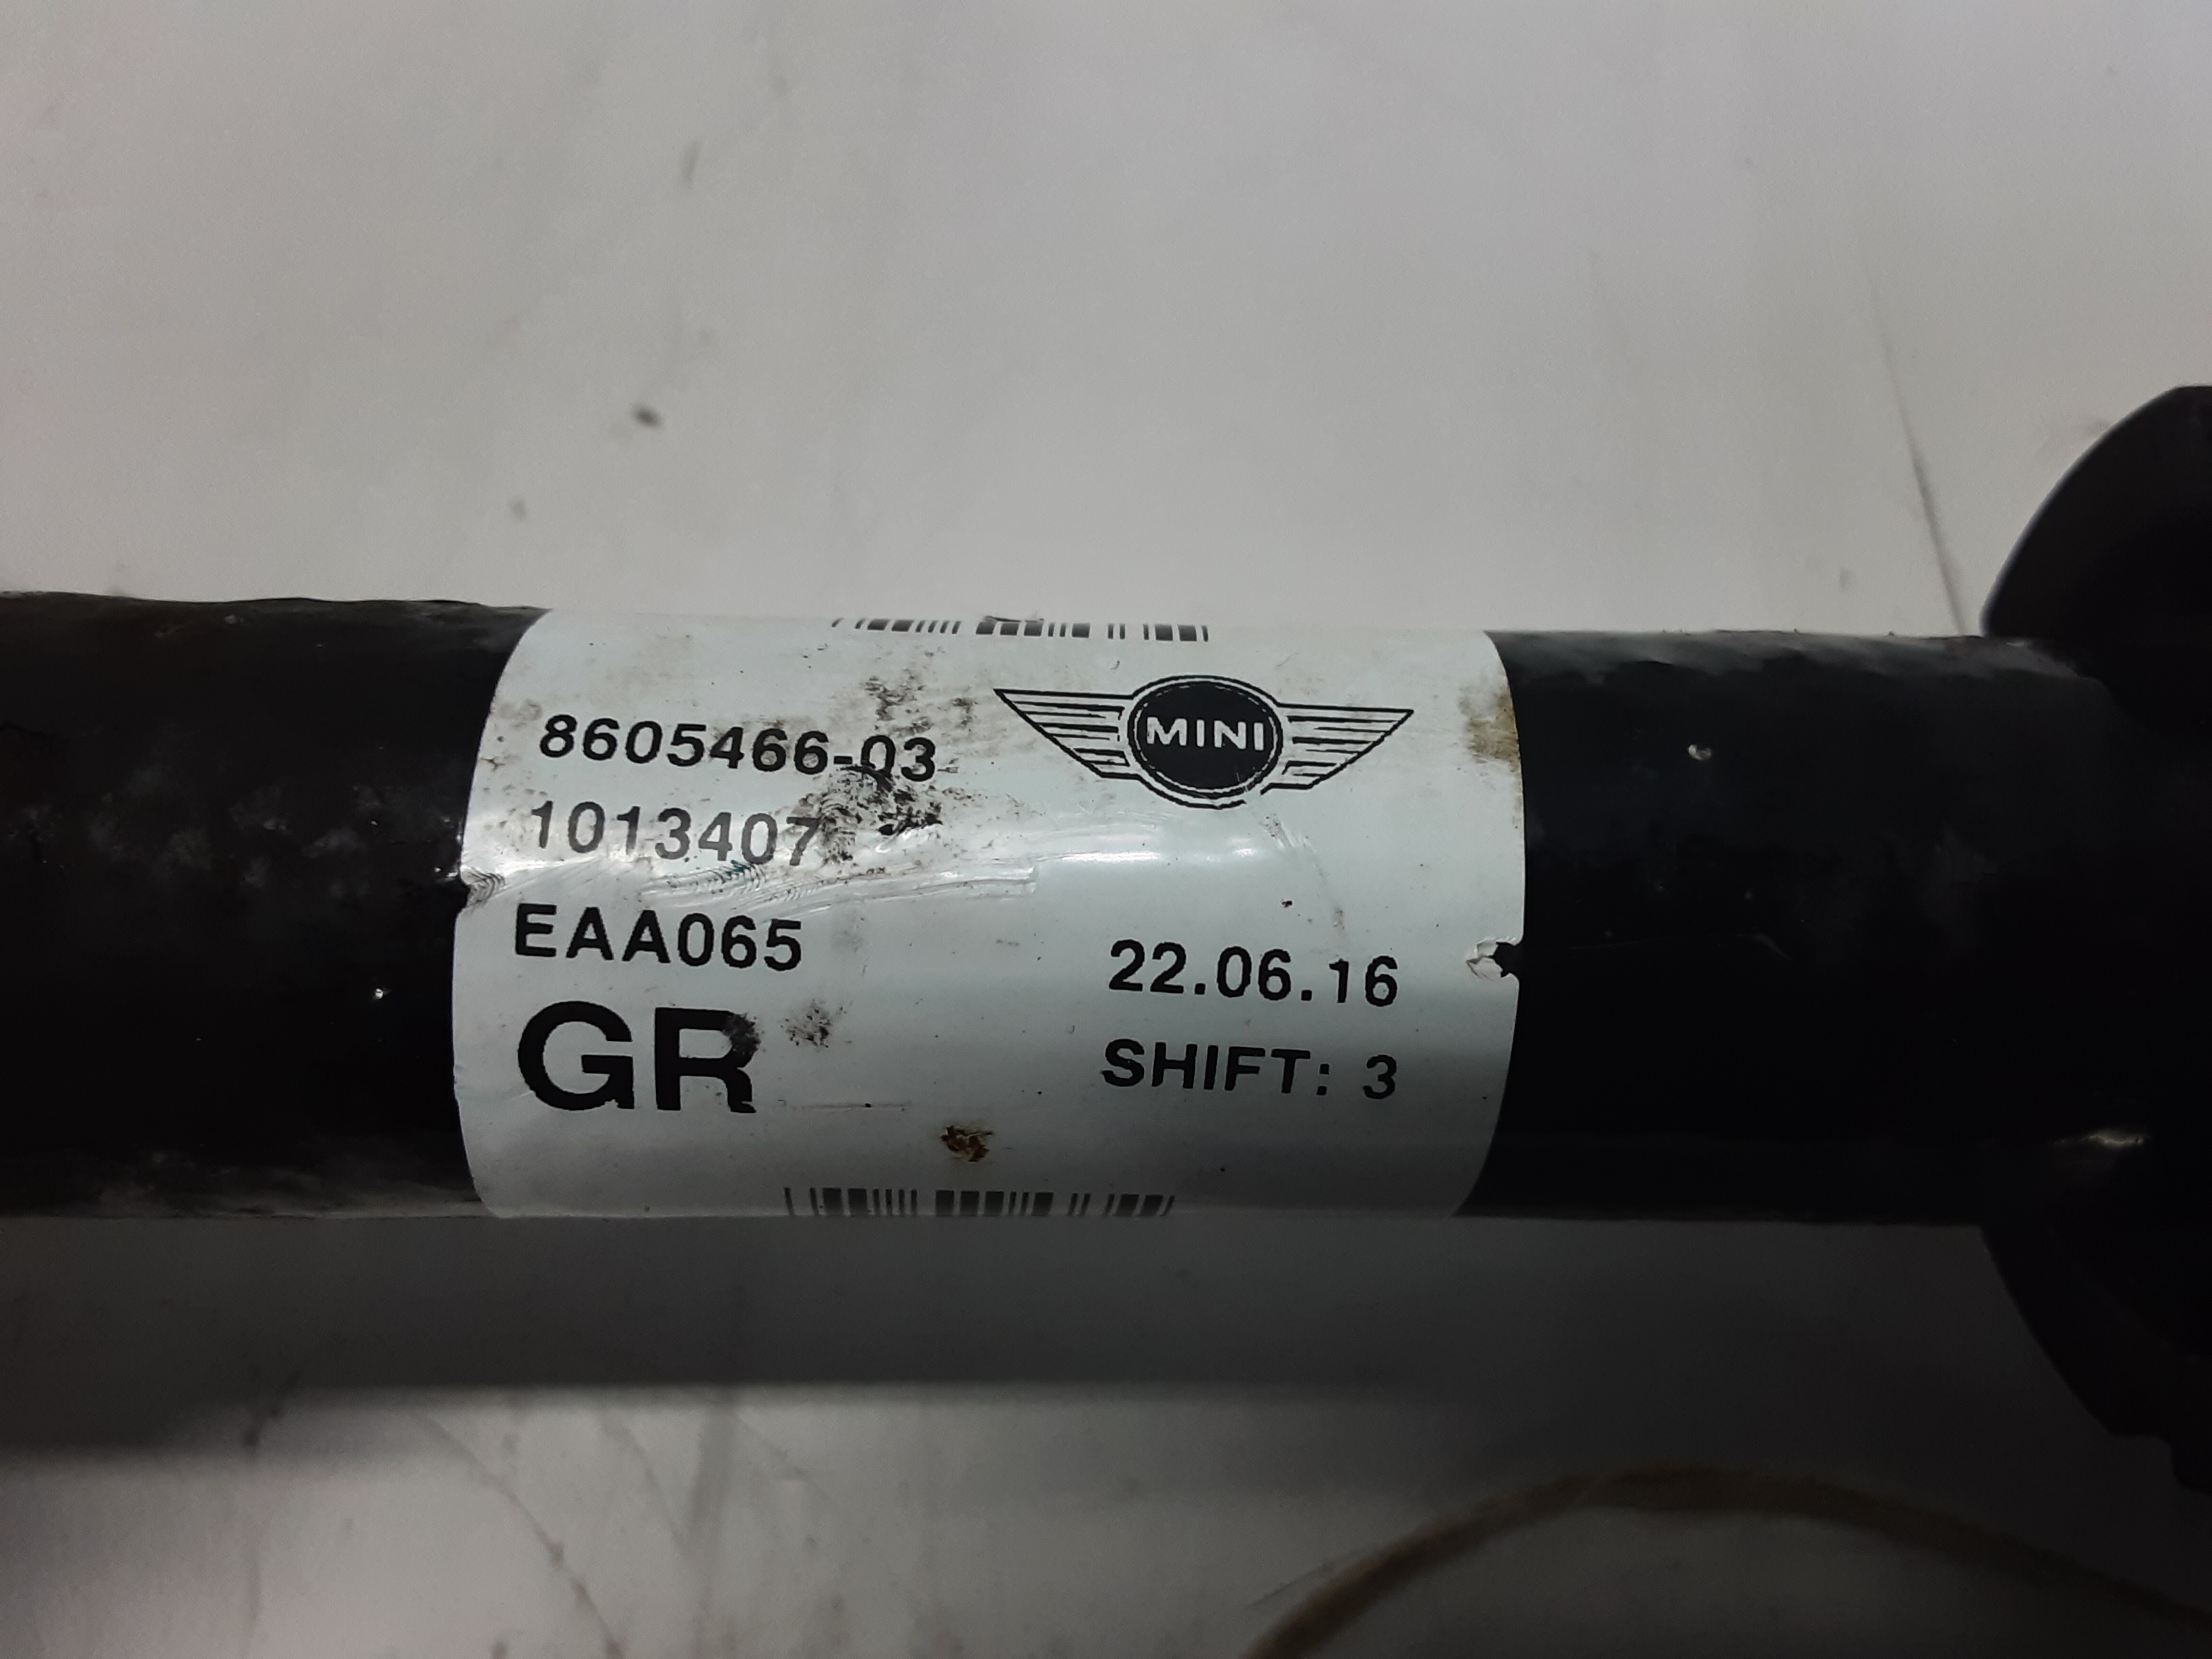 8605466-03
MINI
1013407
EAA065
22.06.16
GR
SHIFT: 3